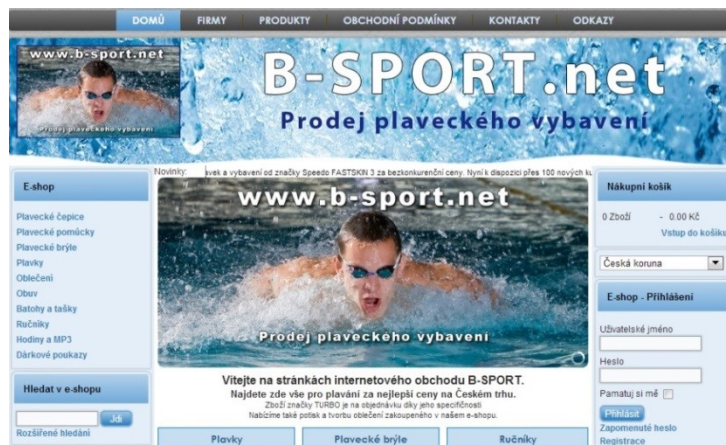 DOMŮ FIRMY PRODUKTY OBCHODNÍ PODMÍNKY KONTAKTY ODKAZY
www.b-sport.net
Prodej plaveckého vybavení
B-SPORT.net
Prodej plaveckého vybavení
E-shop
Plavecké čepice
Plavecké pomůcky
Plavecké brýle
Plavky
Oblečení
Obuv
Batohy a tašky
Ručníky
Hodiny a MP3
Dárkové poukazy
Hledat v e-shopu
Jdi
Rozšířené hledání
Novinky: avek a vybavení od značky Speedo FASTSKIN 3 za bezkonkurenční ceny. Nyní k dispozici přes 100 nových ku
www.b-sport.net
Prodej plaveckého vybavení
Vítejte na stránkách internetového obchodu B-SPORT.
Najdete zde vše pro plavání za nejlepší ceny na Českém trhu.
Zboží značky TURBO je na objednávku díky jeho specifičnosti
Nabízíme také potisk a tvorbu oblečení zakoupeného v našem e-shopu.
Plavky Plavecké brýle Ručníky
Nákupní košík
0 Zboží - 0.00 Kč
Vstup do košíku
Česká koruna
E-shop - Přihlášení
Uživatelské jméno
Heslo
Pamatuj si mě
Přihlásit
Zapomenuté heslo
Registrace